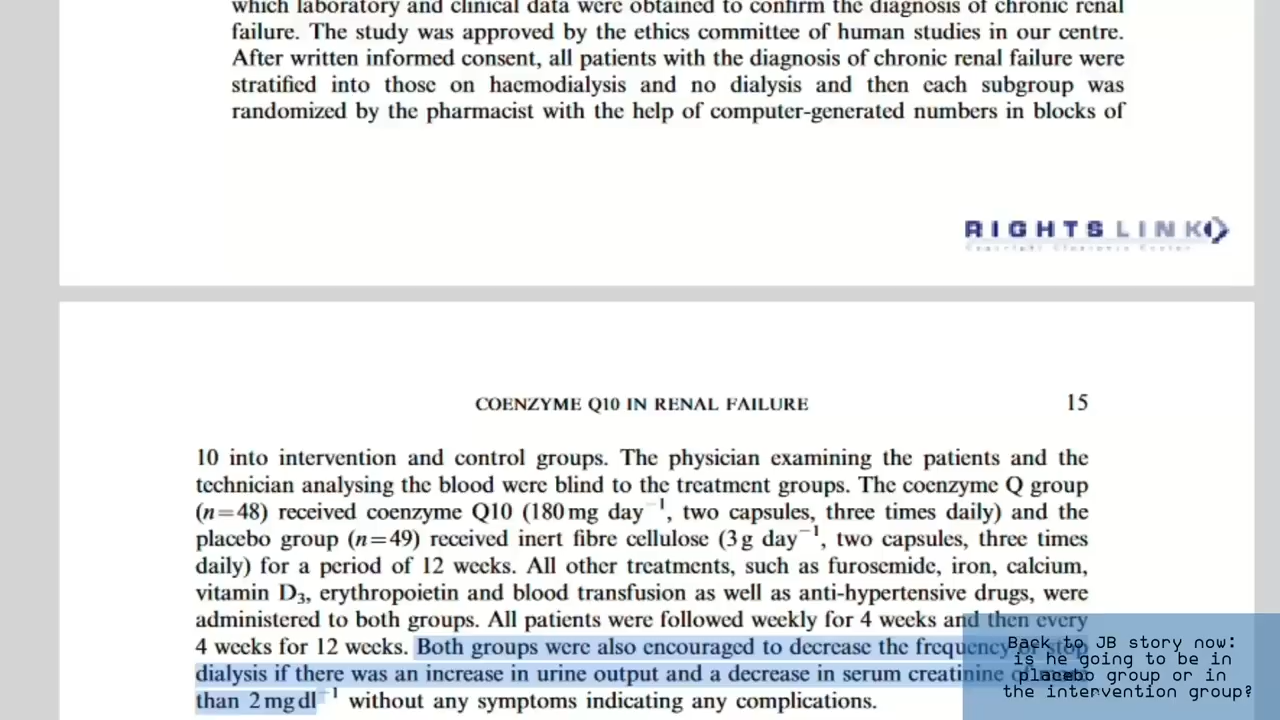 which laboratory and clinical data were obtained to confirm the diagnosis of chronic renal
failure. The study was approved by the ethics committee of human studies in our centre.
After written informed consent, all patients with the diagnosis of chronic renal failure were
stratified into those on haemodialysis and no dialysis and then each subgroup was
randomized by the pharmacist with the help of computer-generated numbers in blocks of
RIGHTSLINK
Copyright Clearance Center
COENZYME Q10 IN RENAL FAILURE
15
10 into intervention and control groups. The physician examining the patients and the
technician analysing the blood were blind to the treatment groups. The coenzyme Q group
(n=48) received coenzyme Q10 (180 mg day⁻¹, two capsules, three times daily) and the
placebo group (n=49) received inert fibre cellulose (3 g day⁻¹, two capsules, three times
daily) for a period of 12 weeks. All other treatments, such as furosemide, iron, calcium,
vitamin D₃, erythropoietin and blood transfusion as well as anti-hypertensive drugs, were
administered to both groups. All patients were followed weekly for 4 weeks and then every
4 weeks for 12 weeks. Both groups were also encouraged to decrease the frequency or stop
dialysis if there was an increase in urine output and a decrease in serum creatinine
than 2 mg dl⁻¹ without any symptoms indicating any complications.
Back to JB story now:
is he going to be in
placebo group or in
the intervention group?